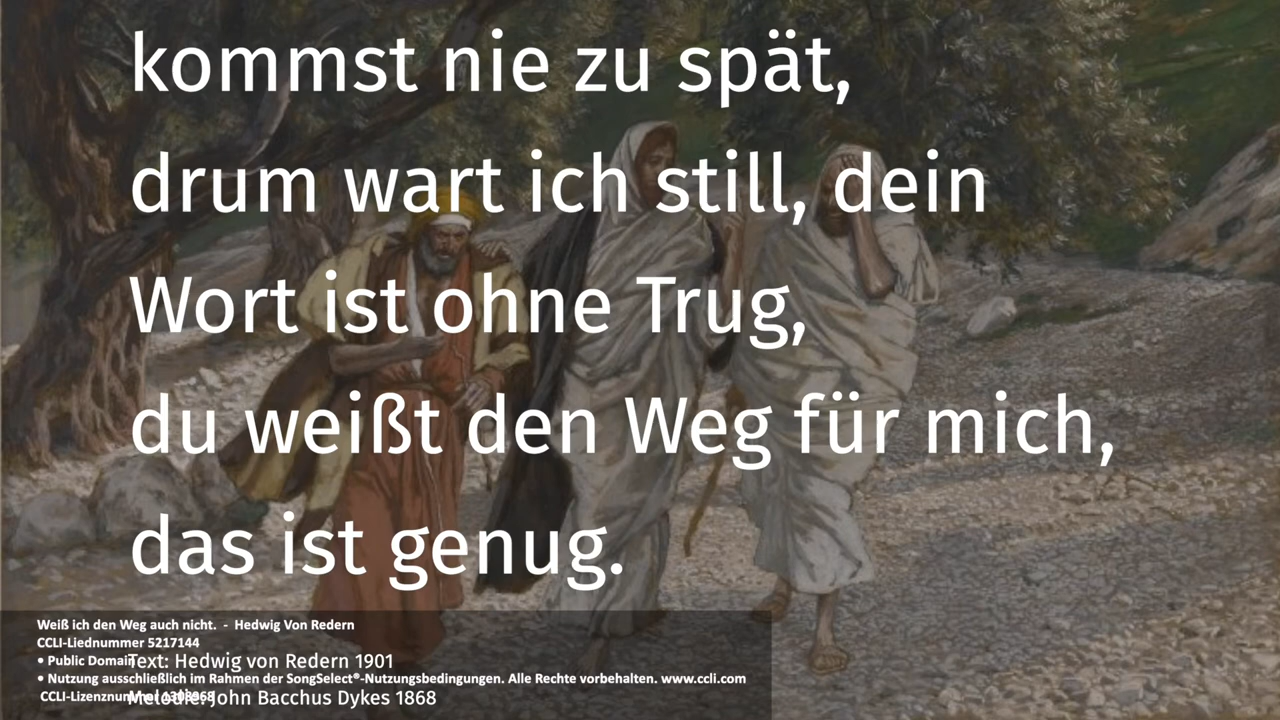 kommst nie zu spät,
drum wart ich still, dein
Wort ist ohne Trug,
du weißt den Weg für mich,
das ist genug.
Weiß ich den Weg auch nicht. - Hedwig Von Redern
CCLI-Liednummer 5217144
• Public Domain
Text: Hedwig von Redern 1901
• Nutzung ausschließlich im Rahmen der SongSelect®-Nutzungsbedingungen. Alle Rechte vorbehalten. www.ccli.com
CCLI-Lizenznummer
Melodie: John Bacchus Dykes 1868